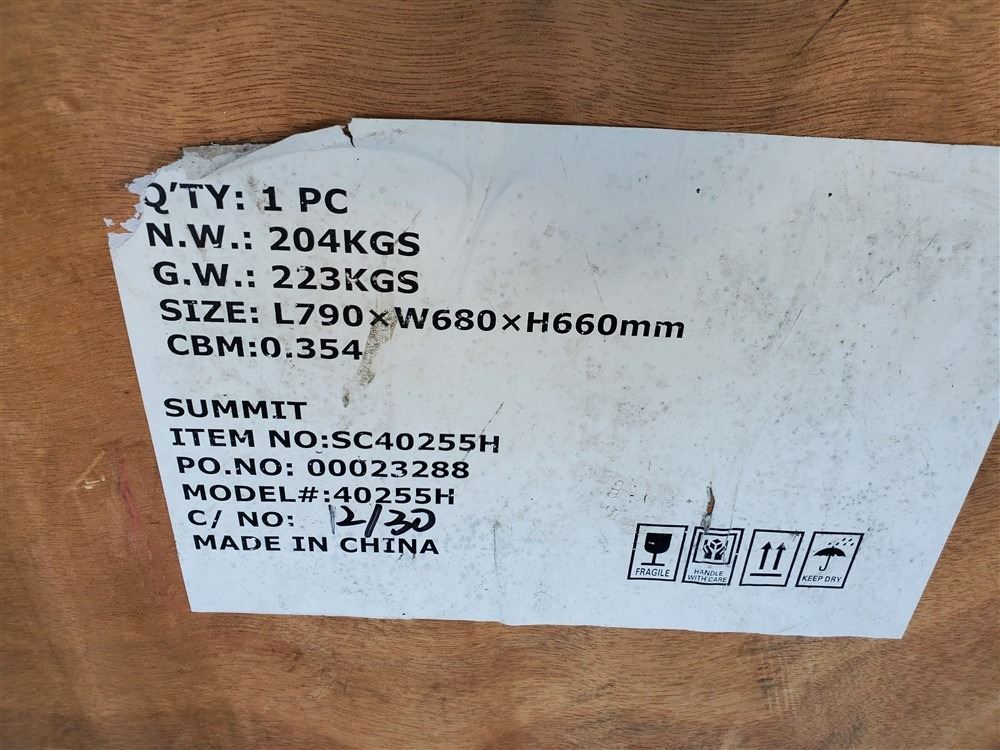 Q'TY: 1 PC
N.W.: 204KGS
G.W.: 223KGS
SIZE: L790×W680×H660mm
CBM:0.354
SUMMIT
ITEM NO:SC40255H
PO.NO: 00023288
MODEL#:40255H
C/ NO: 12/30
MADE IN CHINA
FRAGILE
HANDLE
WITH CARE
KEEP DRY